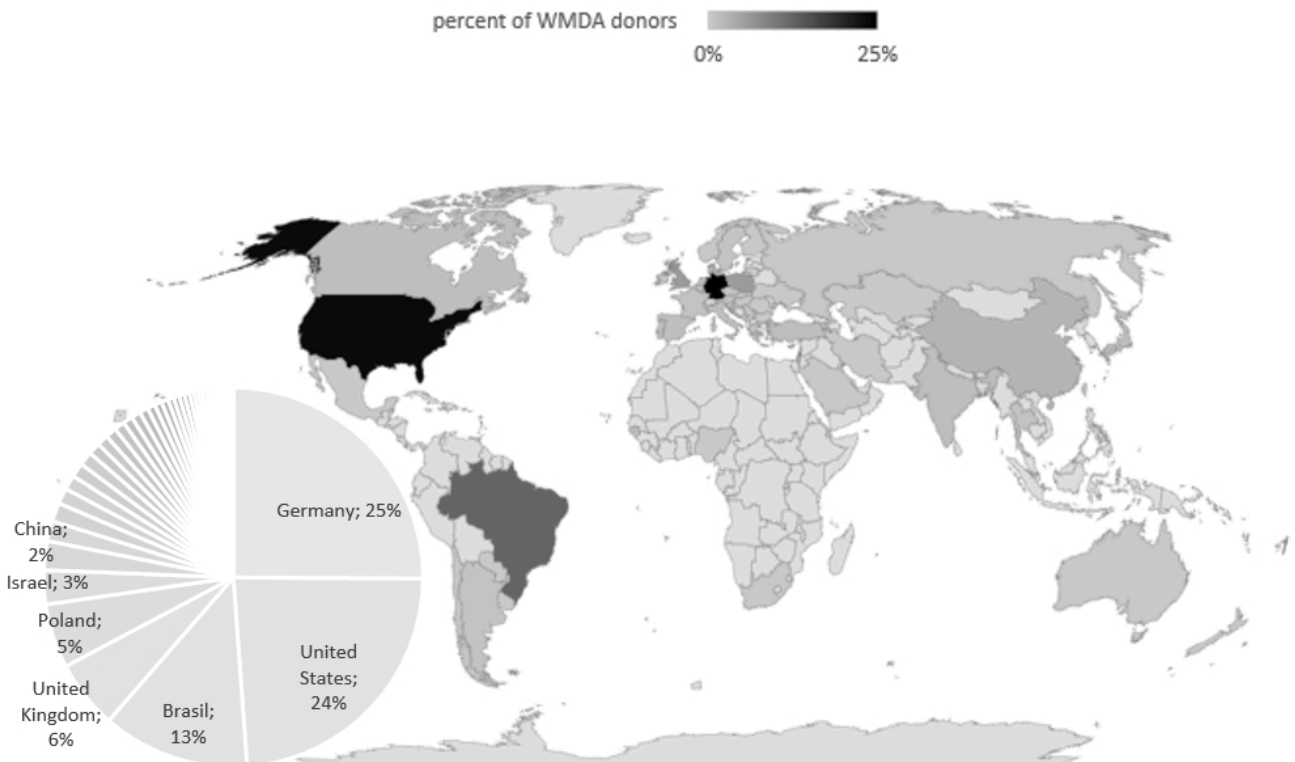 percent of WMDA donors
0%
25%
Germany; 25%
United
States;
24%
Brasil;
13%
United
Kingdom;
6%
Poland;
5%
Israel; 3%
China;
2%